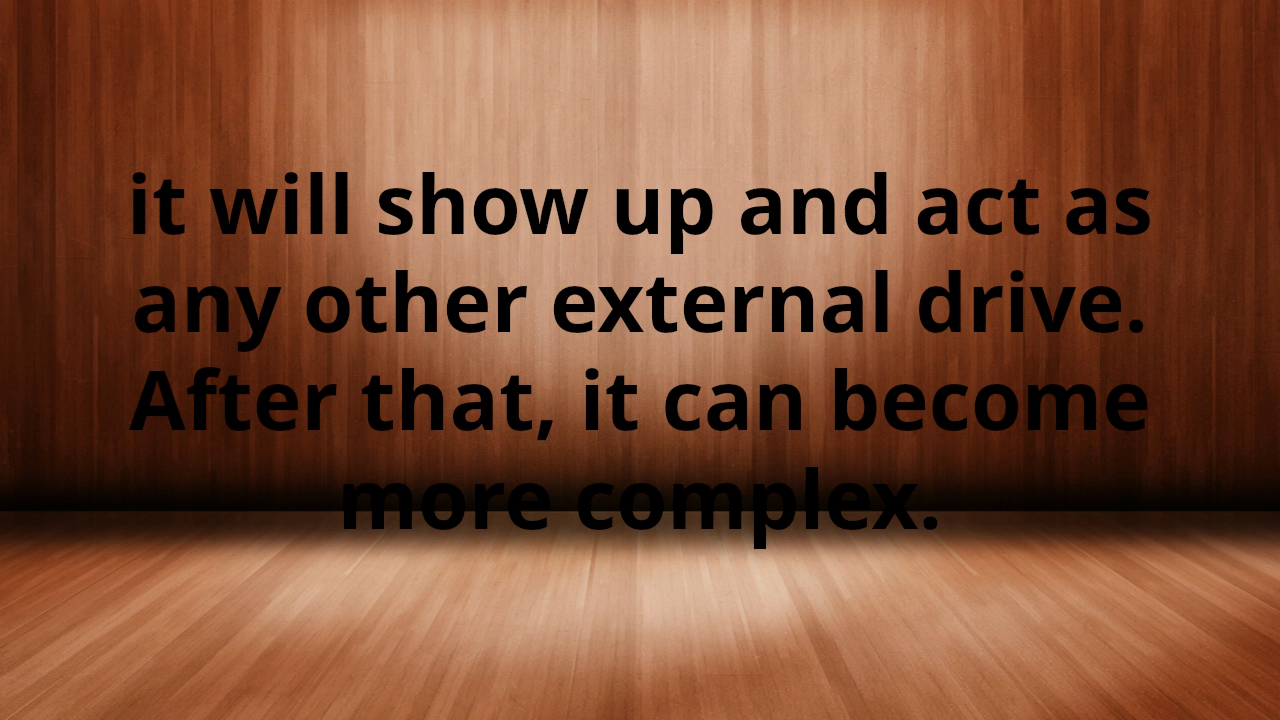 it will show up and act as
any other external drive.
After that, it can become
more complex.